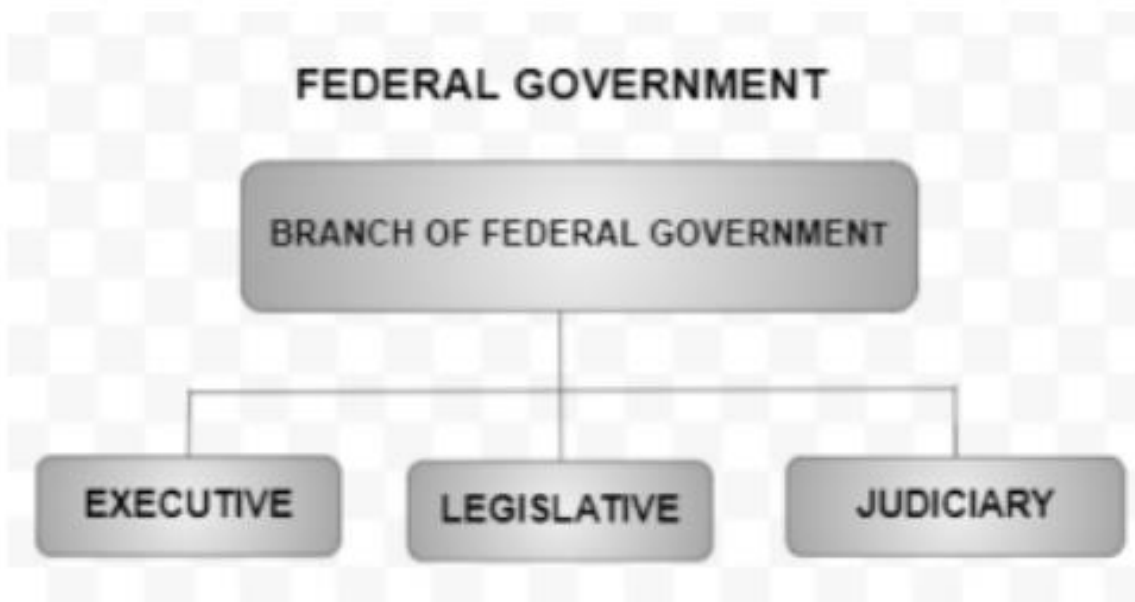 FEDERAL GOVERNMENT
BRANCH OF FEDERAL GOVERNMENT
EXECUTIVE
LEGISLATIVE
JUDICIARY